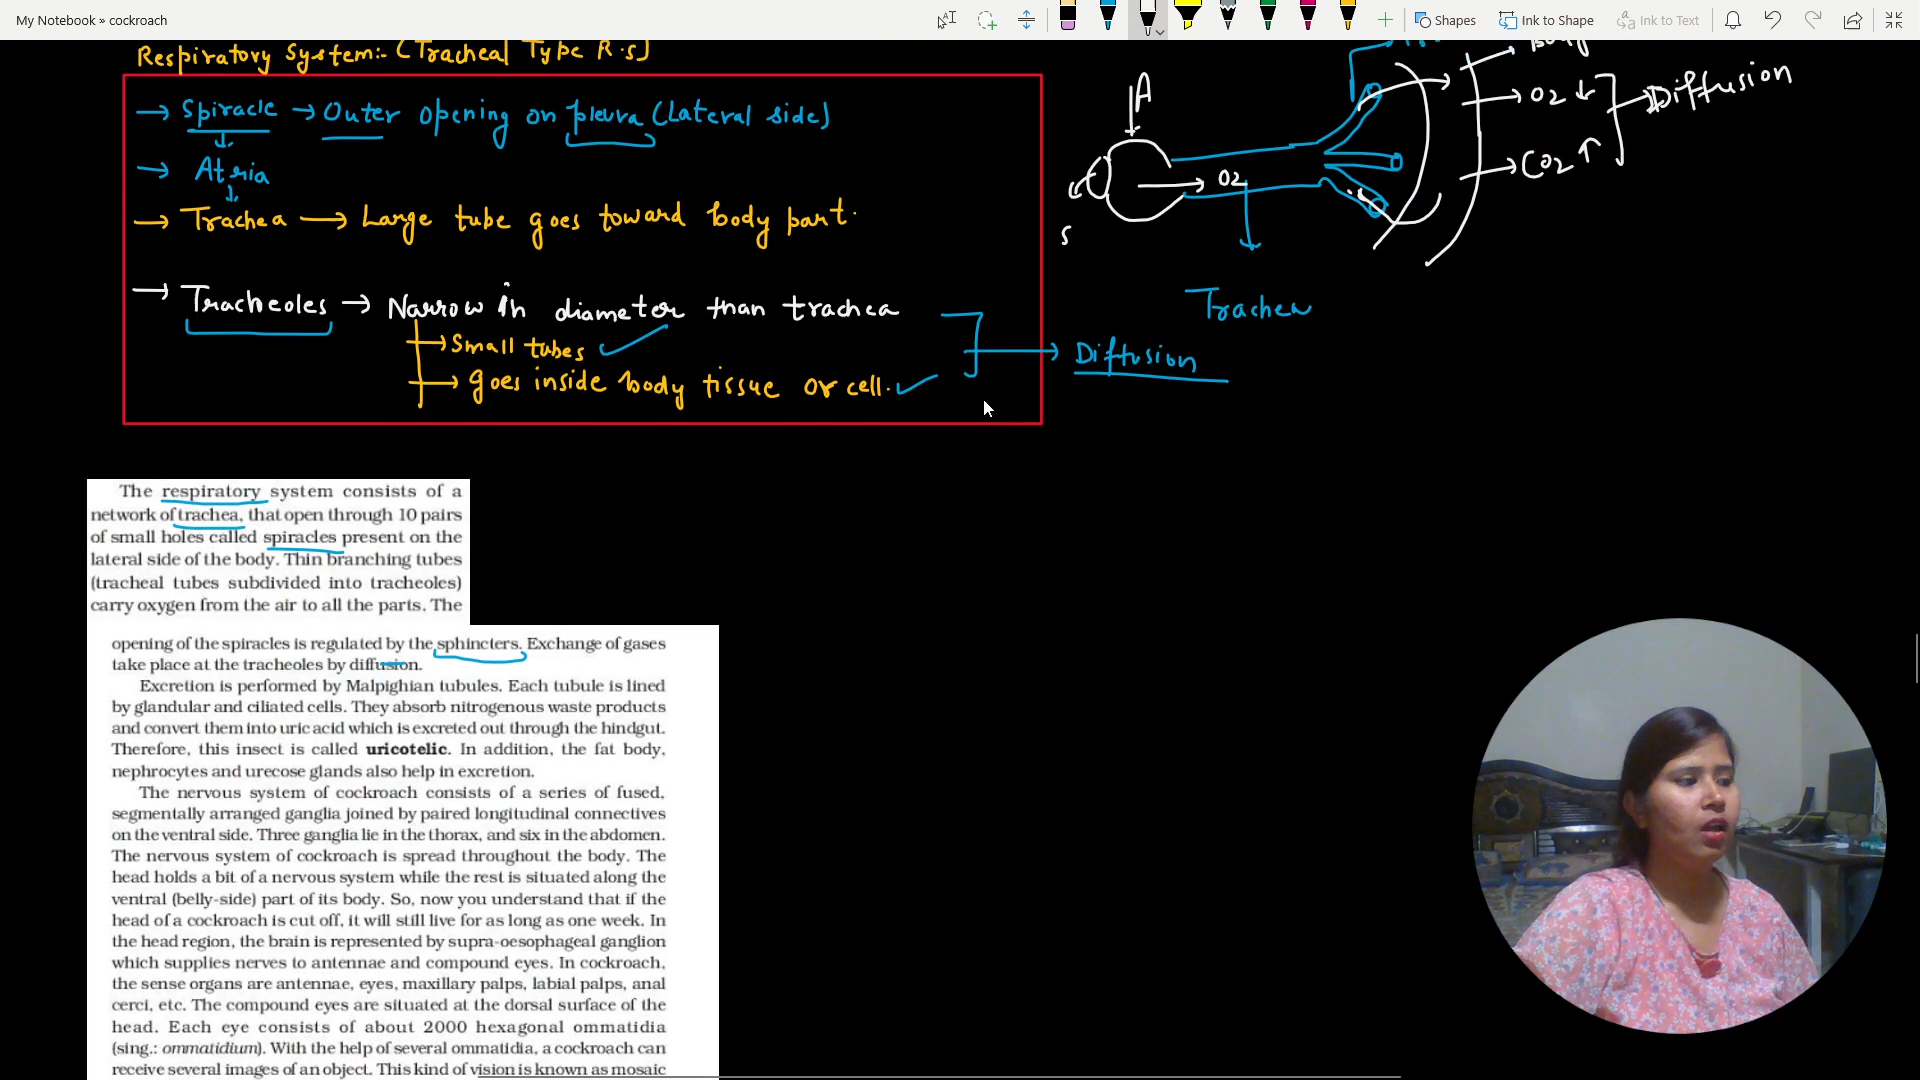 My Notebook » cockroach
Shapes
Ink to Shape
Ink to Text
Respiratory System:- (Tracheal Type R.S)
→ Spiracle → Outer opening on pleura (Lateral side)
→ Atria
→ Trachea → Large tube goes toward body part.
→ Tracheoles → Narrow in diameter than trachea
→ Small tubes
→ goes inside body tissue or cell.
→ Diffusion
A
S
O2
Trachea
→ O2 ↓
→ CO2 ↑
→ Diffusion
The respiratory system consists of a
network of trachea, that open through 10 pairs
of small holes called spiracles present on the
lateral side of the body. Thin branching tubes
(tracheal tubes subdivided into tracheoles)
carry oxygen from the air to all the parts. The
opening of the spiracles is regulated by the sphincters. Exchange of gases
take place at the tracheoles by diffusion.
Excretion is performed by Malpighian tubules. Each tubule is lined
by glandular and ciliated cells. They absorb nitrogenous waste products
and convert them into uric acid which is excreted out through the hindgut.
Therefore, this insect is called uricotelic. In addition, the fat body,
nephrocytes and urecose glands also help in excretion.
The nervous system of cockroach consists of a series of fused,
segmentally arranged ganglia joined by paired longitudinal connectives
on the ventral side. Three ganglia lie in the thorax, and six in the abdomen.
The nervous system of cockroach is spread throughout the body. The
head holds a bit of a nervous system while the rest is situated along the
ventral (belly-side) part of its body. So, now you understand that if the
head of a cockroach is cut off, it will still live for as long as one week. In
the head region, the brain is represented by supra-oesophageal ganglion
which supplies nerves to antennae and compound eyes. In cockroach,
the sense organs are antennae, eyes, maxillary palps, labial palps, anal
cerci, etc. The compound eyes are situated at the dorsal surface of the
head. Each eye consists of about 2000 hexagonal ommatidia
(sing.: ommatidium). With the help of several ommatidia, a cockroach can
receive several images of an object. This kind of vision is known as mosaic